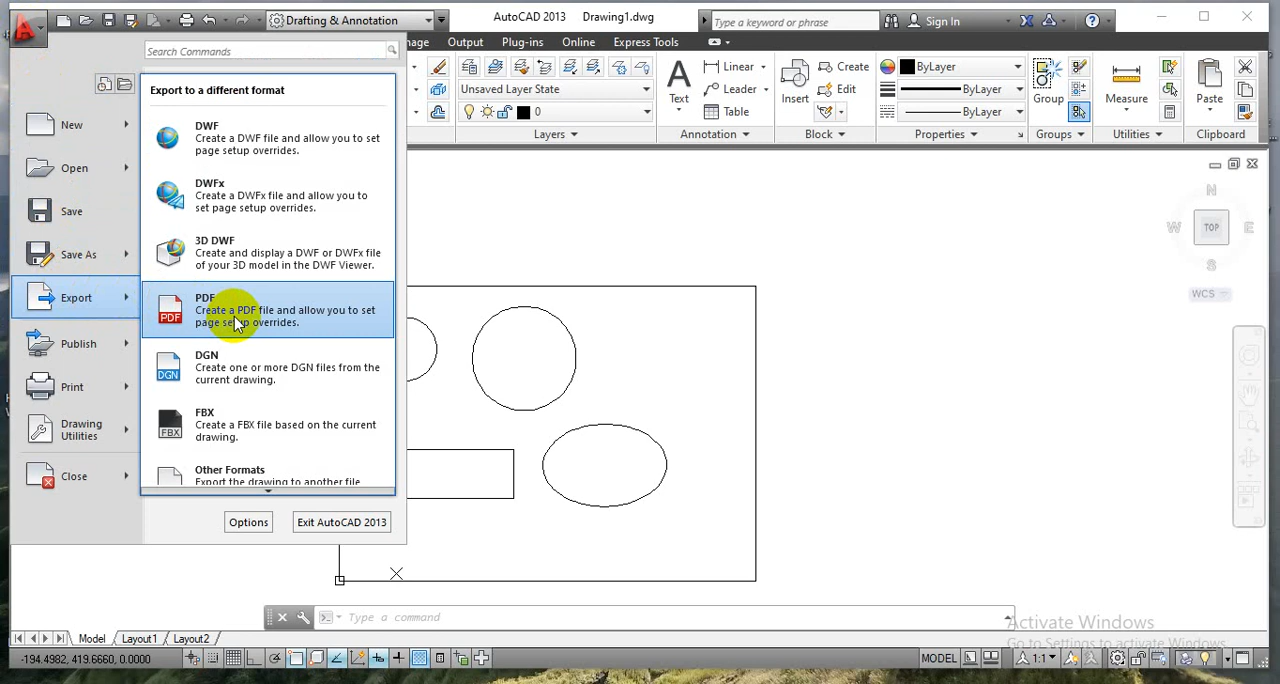 Drafting & Annotation
AutoCAD 2013 Drawing1.dwg
Type a keyword or phrase
Sign In
Search Commands
Output Plug-ins Online Express Tools
Export to a different format
New
Open
Save
Save As
Export
Publish
Print
Drawing
Utilities
Close
DWF
Create a DWF file and allow you to set
page setup overrides.
DWFx
Create a DWFx file and allow you to
set page setup overrides.
3D DWF
Create and display a DWF or DWFx file
of your 3D model in the DWF Viewer.
PDF
PDF
Create a PDF file and allow you to set
page setup overrides.
DGN
DGN
Create one or more DGN files from the
current drawing.
FBX
FBX
Create a FBX file based on the current
drawing.
Other Formats
Export the drawing to another file
Options
Exit AutoCAD 2013
Unsaved Layer State
0
Layers
Text
Linear
Leader
Table
Annotation
Insert
Create
Edit
Block
ByLayer
ByLayer
ByLayer
Properties
Group
Groups
Measure
Utilities
Paste
Clipboard
N
W TOP E
S
WCS
Type a command
Activate Windows
Go to Settings to activate Windows.
Model Layout1 Layout2
-194.4982, 419.6660, 0.0000
MODEL
1:1